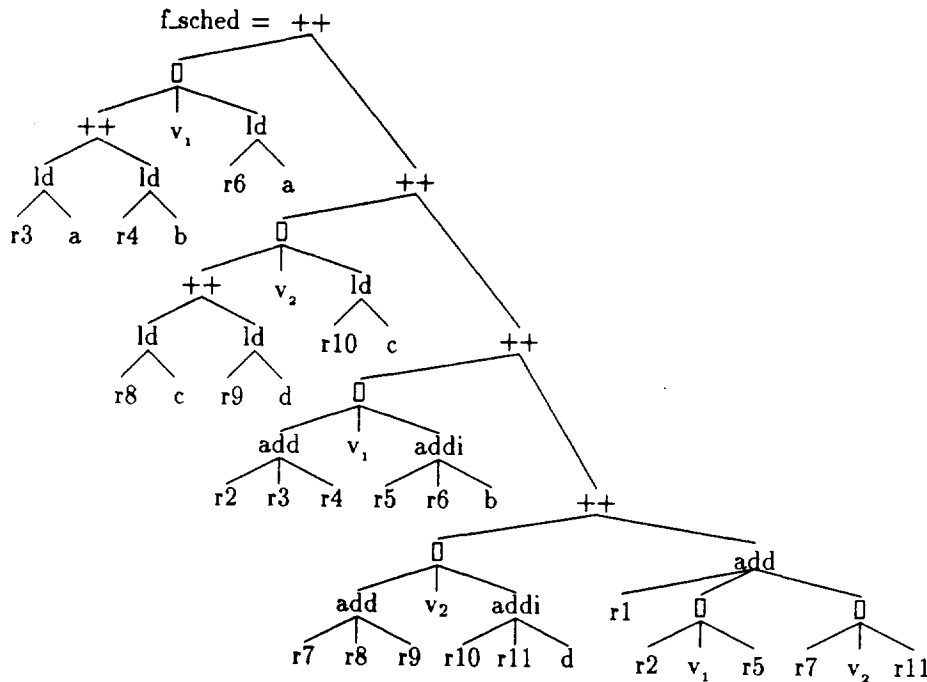 f_sched = ++
▯
++ v₁ ld
ld ld r6 a ++
r3 a r4 b ▯
++ v₂ ld
ld ld r10 c ++
r8 c r9 d ▯
add v₁ addi
r2 r3 r4 r5 r6 b ++
▯ add
add v₂ addi r1 ▯ ▯
r7 r8 r9 r10 r11 d r2 v₁ r5 r7 v₂ r11